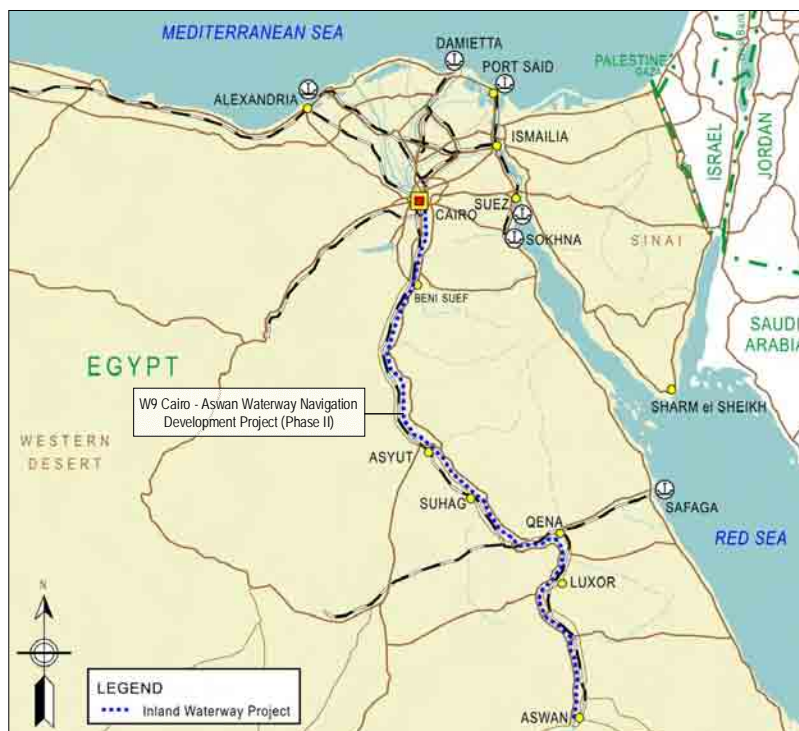 MEDITERRANEAN SEA
DAMIETTA
PORT SAID
PALESTINE
GAZA
ALEXANDRIA
ISMAILIA
ISRAEL
JORDAN
SUEZ
CAIRO
SOKHNA
SINAI
BENI SUEF
SAUDI
ARABIA
EGYPT
W9 Cairo - Aswan Waterway Navigation
Development Project (Phase II)
SHARM el SHEIKH
WESTERN
DESERT
ASYUT
SUHAG
SAFAGA
QENA
RED SEA
LUXOR
N
LEGEND
Inland Waterway Project
ASWAN